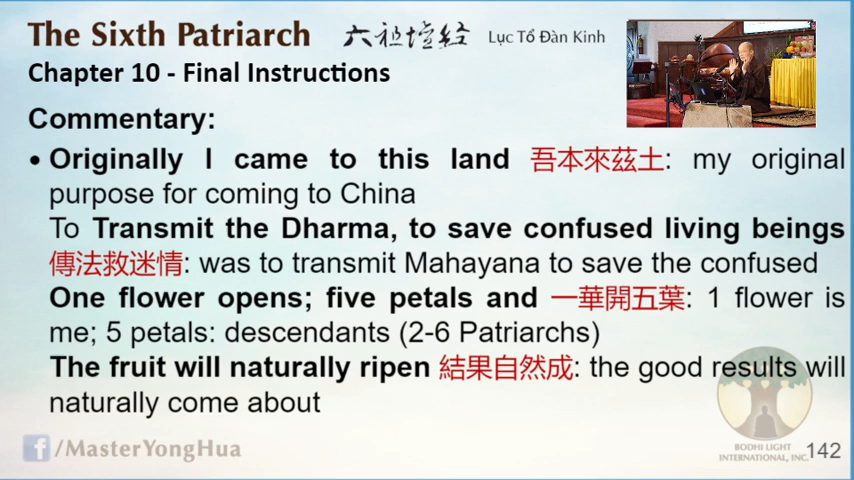 The Sixth Patriarch 六祖壇经 Lục Tổ Đàn Kinh
Chapter 10 - Final Instructions
Commentary:
• Originally I came to this land 吾本來茲土: my original
purpose for coming to China
To Transmit the Dharma, to save confused living beings
傳法救迷情: was to transmit Mahayana to save the confused
One flower opens; five petals and 一華開五葉: 1 flower is
me; 5 petals: descendants (2-6 Patriarchs)
The fruit will naturally ripen 結果自然成: the good results will
naturally come about
f/MasterYongHua
BODHI LIGHT
INTERNATIONAL, INC.
142